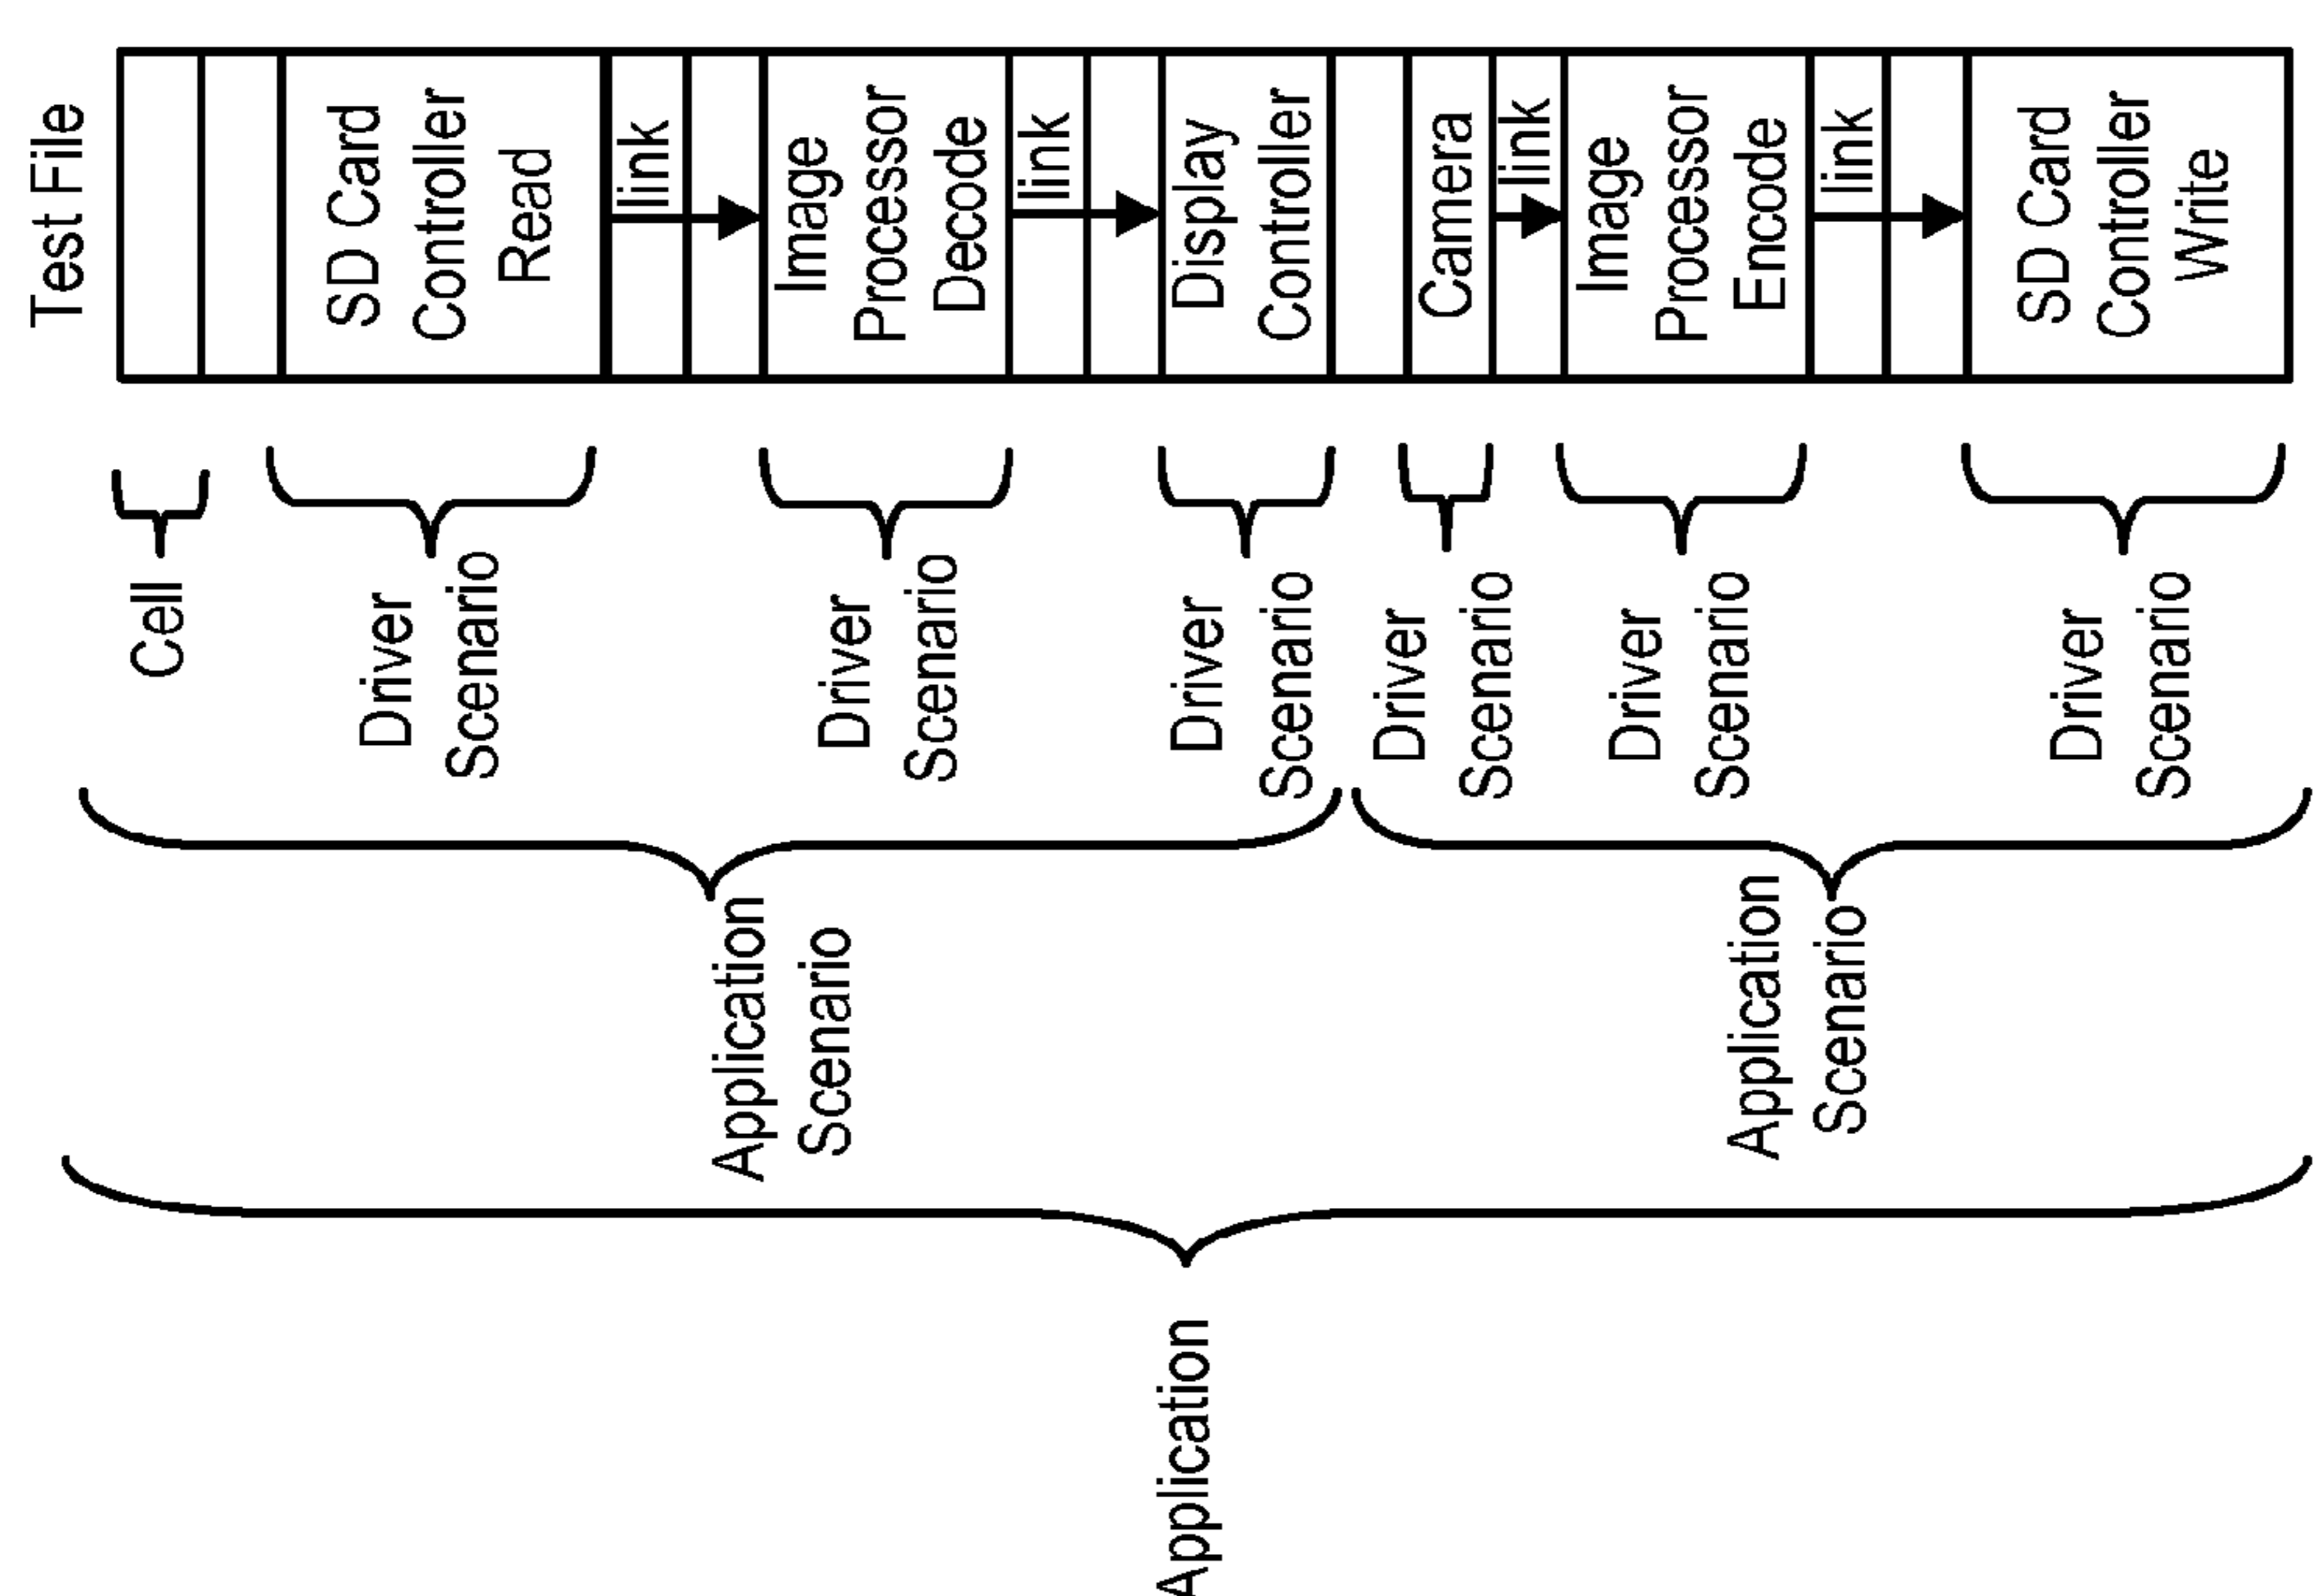 Test File
SD Card
Controller
Read
link
Image
Processor
Decode
link
Display
Controller
Camera
link
Image
Processor
Encode
link
SD Card
Controller
Write
Cell
Driver
Scenario
Driver
Scenario
Driver
Scenario
Driver
Scenario
Driver
Scenario
Driver
Scenario
Application
Scenario
Application
Scenario
Application